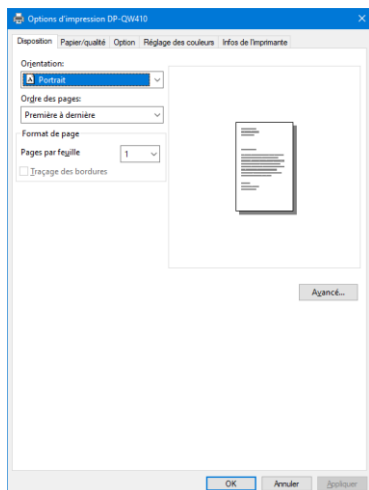 Options d'impression DP-QW410
Disposition Papier/qualité Option Réglage des couleurs Infos de l'imprimante
Orientation:
A Portrait
Ordre des pages:
Première à dernière
Format de page
Pages par feuille 1
Traçage des bordures
Avancé...
OK Annuler Appliquer